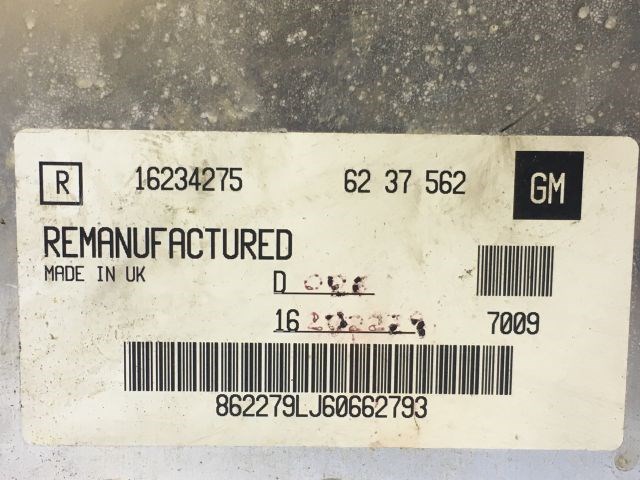 R 16234275 62 37 562 GM
REMANUFACTURED
MADE IN UK
D
16 7009
862279LJ60662793